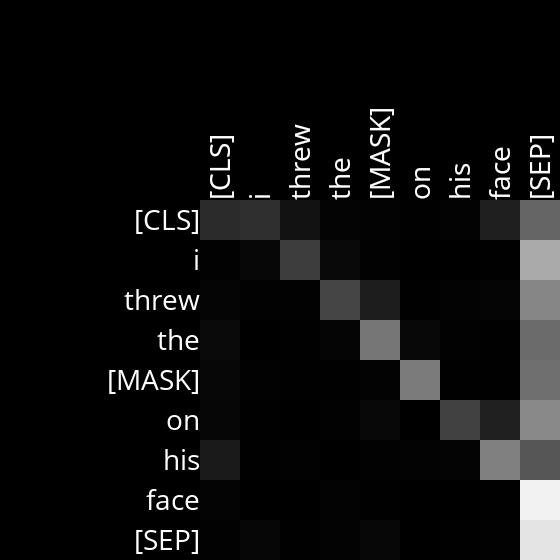 [CLS] i threw the [MASK] on his face [SEP]
[CLS]
i
threw
the
[MASK]
on
his
face
[SEP]